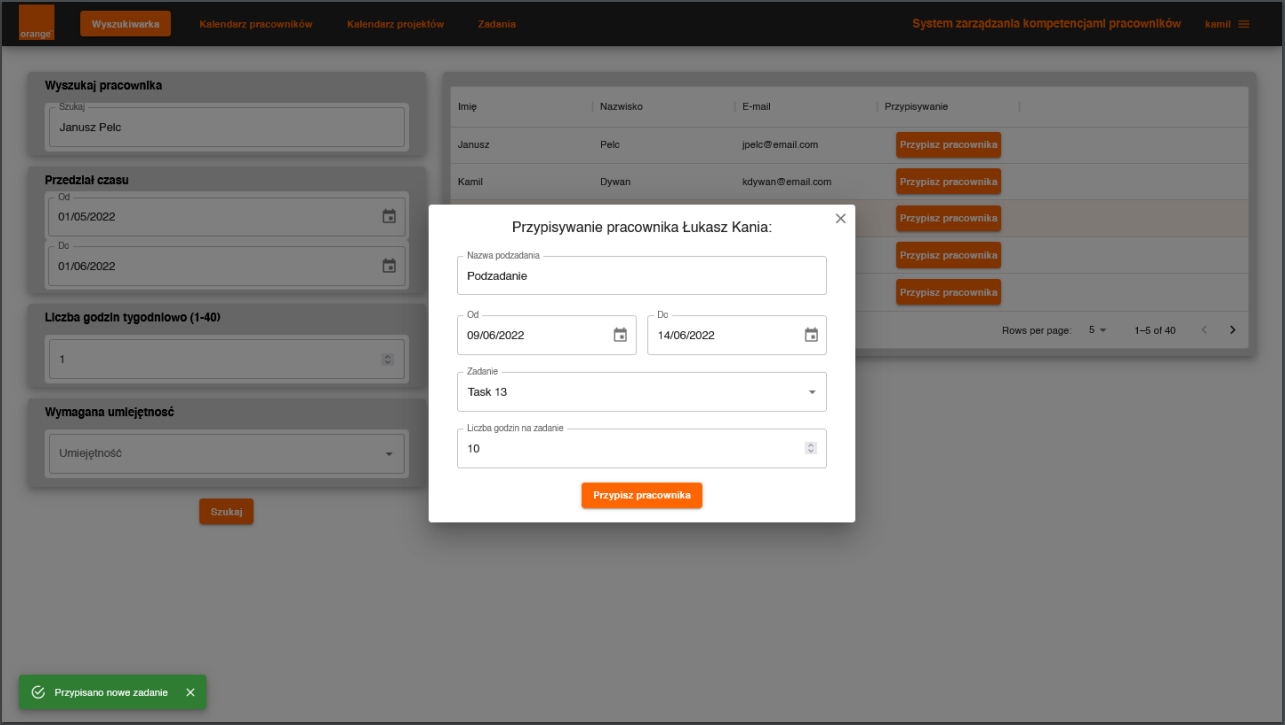 orange
Wyszukiwarka
Kalendarz pracowników
Kalendarz projektów
Zadania
System zarządzania kompetencjami pracowników
kamil
Wyszukaj pracownika
Szukaj
Janusz Pelc
Przedział czasu
Od
01/05/2022
Do
01/06/2022
Liczba godzin tygodniowo (1-40)
1
Wymagana umiejętnosć
Umiejętność
Szukaj
Imię Nazwisko E-mail Przypisywanie
Janusz Pelc jpelc@email.com Przypisz pracownika
Kamil Dywan kdywan@email.com Przypisz pracownika
Przypisz pracownika
Przypisz pracownika
Przypisz pracownika
Rows per page: 5 1–5 of 40
Przypisywanie pracownika Łukasz Kania:
Nazwa podzadania
Podzadanie
Od Do
09/06/2022 14/06/2022
Zadanie
Task 13
Liczba godzin na zadanie
10
Przypisz pracownika
Przypisano nowe zadanie